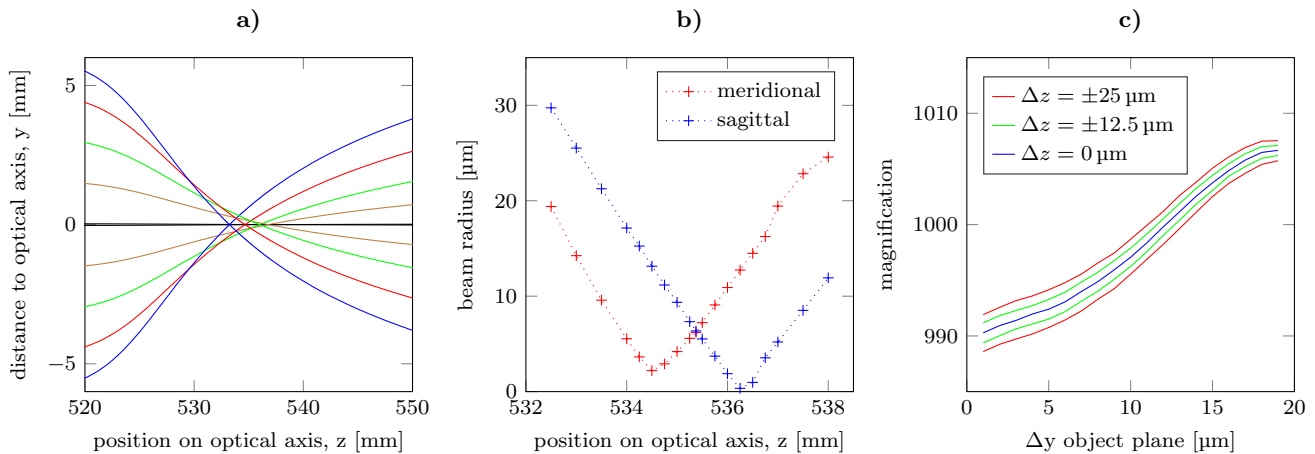 a)
distance to optical axis, y [mm]
5
0
−5
520
530
540
550
position on optical axis, z [mm]
b)
beam radius [µm]
30
20
10
0
532
534
536
538
position on optical axis, z [mm]
meridional
sagittal
c)
magnification
1010
1000
990
0
5
10
15
20
Δy object plane [µm]
Δz = ±25 µm
Δz = ±12.5 µm
Δz = 0 µm